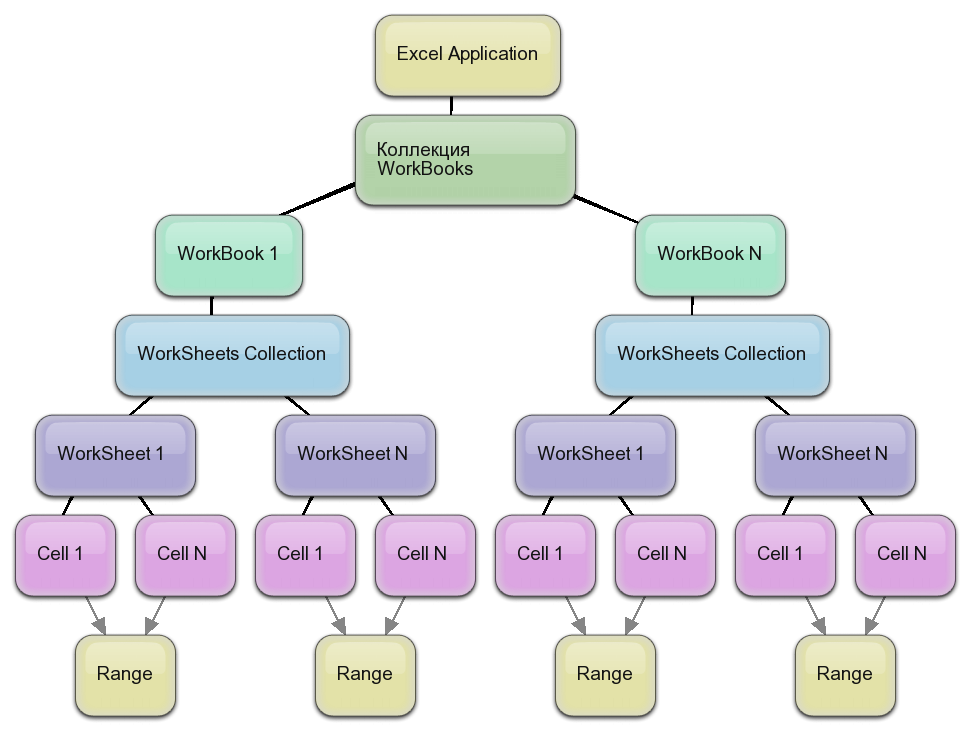 Excel Application
Коллекция
WorkBooks
WorkBook 1
WorkBook N
WorkSheets Collection
WorkSheets Collection
WorkSheet 1
WorkSheet N
WorkSheet 1
WorkSheet N
Cell 1
Cell N
Cell 1
Cell N
Cell 1
Cell N
Cell 1
Cell N
Range
Range
Range
Range